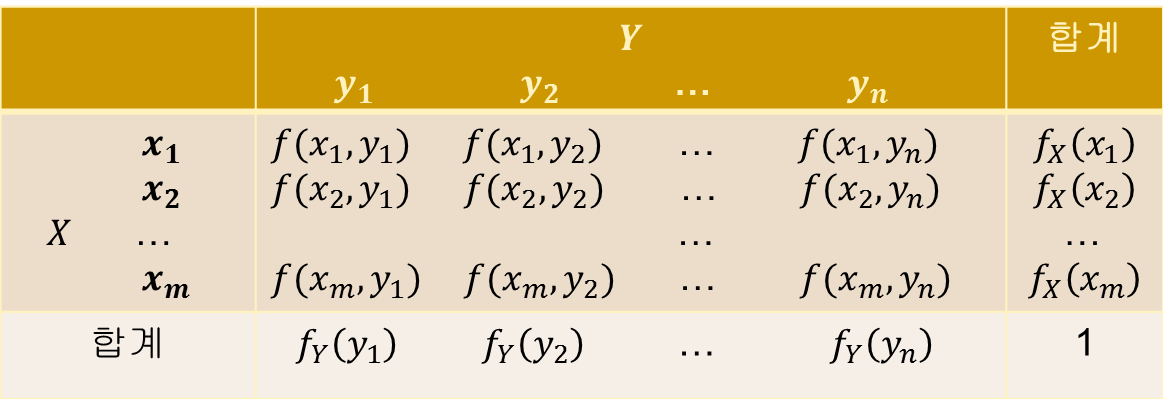 Y 합계
y₁ y₂ … yₙ
x₁ f(x₁,y₁) f(x₁,y₂) … f(x₁,yₙ) f_X(x₁)
x₂ f(x₂,y₁) f(x₂,y₂) … f(x₂,yₙ) f_X(x₂)
X … … …
xₘ f(xₘ,y₁) f(xₘ,y₂) … f(xₘ,yₙ) f_X(xₘ)
합계 f_Y(y₁) f_Y(y₂) … f_Y(yₙ) 1